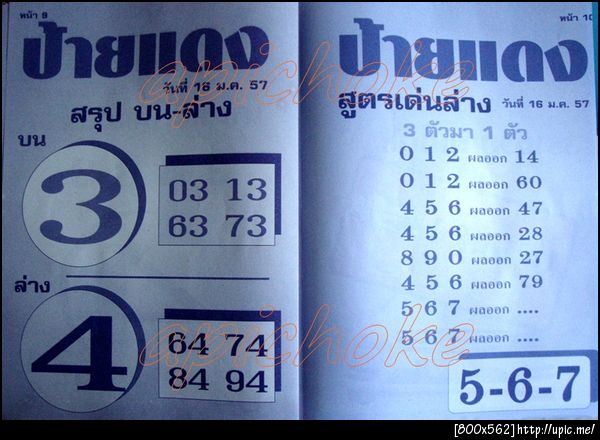 หน้า 9
ป้ายแดง
วันที่ 16 ม.ค. 57
สรุป บน-ล่าง
บน
3
03 13
63 73
ล่าง
4
64 74
84 94
หน้า 10
ป้ายแดง
สูตรเด่นล่าง วันที่ 16 ม.ค. 57
3 ตัวมา 1 ตัว
0 1 2 ผลออก 14
0 1 2 ผลออก 60
4 5 6 ผลออก 47
4 5 6 ผลออก 28
8 9 0 ผลออก 27
4 5 6 ผลออก 79
5 6 7 ผลออก ....
5 6 7 ผลออก ....
5-6-7
apichoke
apichoke
[800x562]http://upic.me/